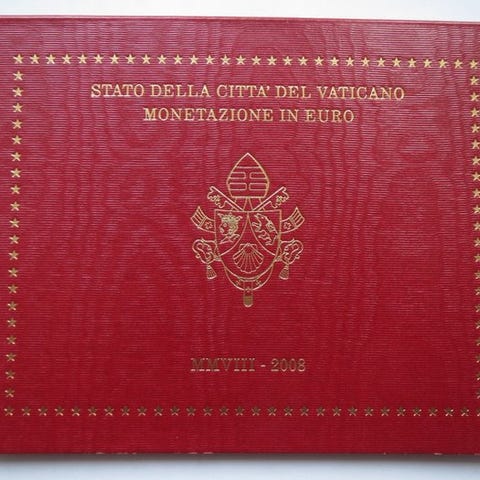 STATO DELLA CITTA' DEL VATICANO
MONETAZIONE IN EURO
MMVIII - 2008